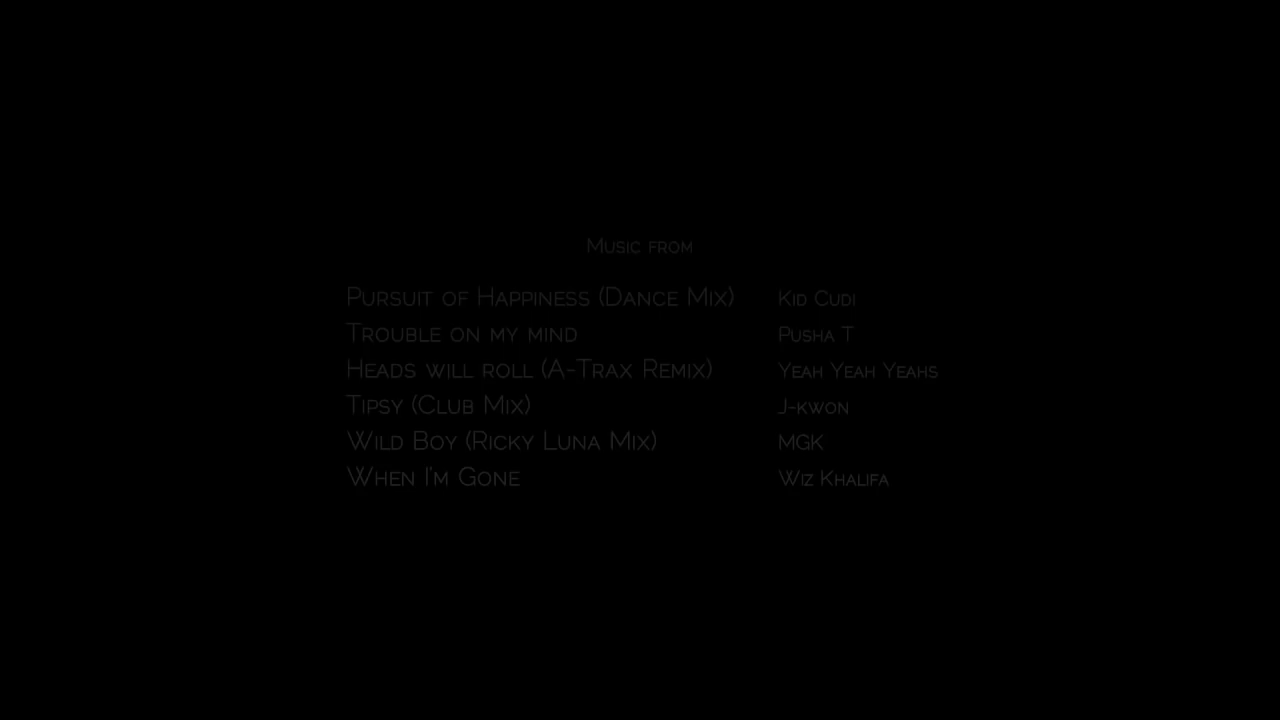 Music from
Pursuit of Happiness (Dance Mix) Kid Cudi
Trouble on my mind Pusha T
Heads will roll (A-Trax Remix) Yeah Yeah Yeahs
Tipsy (Club Mix) J-kwon
Wild Boy (Ricky Luna Mix) MGK
When I'm Gone Wiz Khalifa